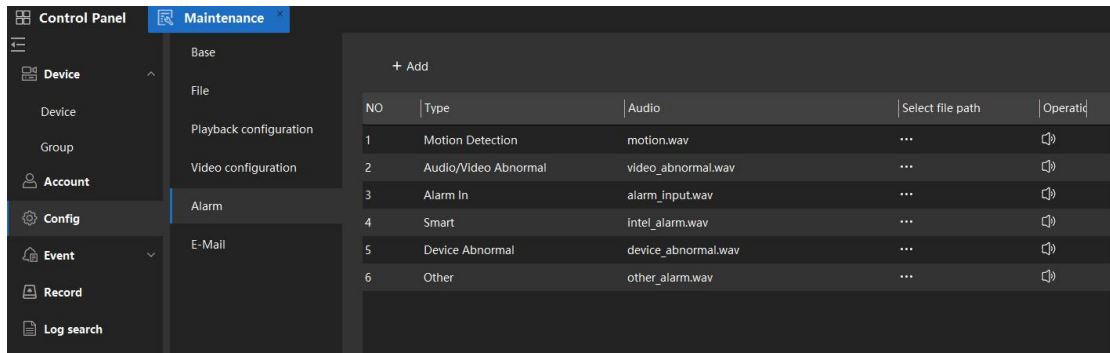 Control Panel
Maintenance
Device
Device
Group
Account
Config
Event
Record
Log search
Base
File
Playback configuration
Video configuration
Alarm
E-Mail
+ Add
NO Type Audio Select file path Operatio
1 Motion Detection motion.wav ...
2 Audio/Video Abnormal video_abnormal.wav ...
3 Alarm In alarm_input.wav ...
4 Smart intel_alarm.wav ...
5 Device Abnormal device_abnormal.wav ...
6 Other other_alarm.wav ...